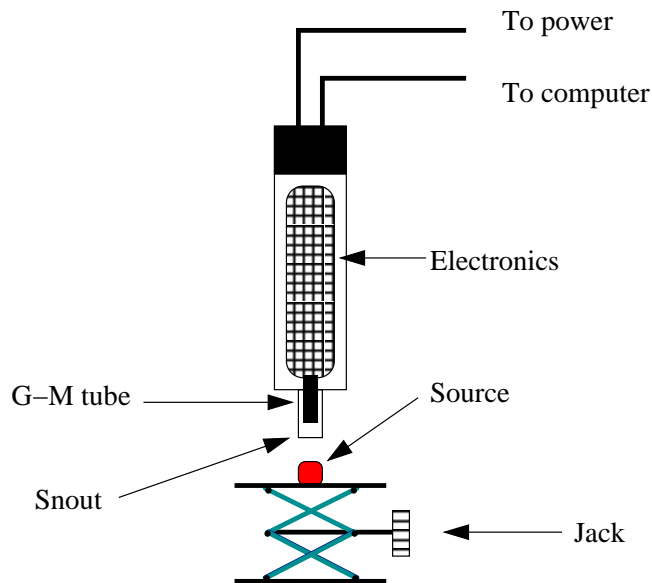 To power
To computer
Electronics
G–M tube
Source
Snout
Jack